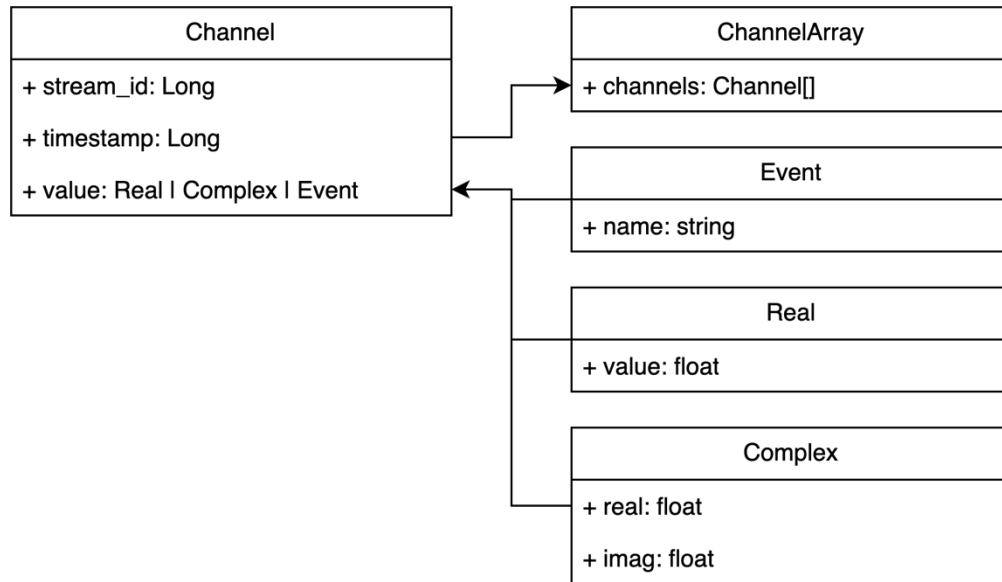 Channel
+ stream_id: Long
+ timestamp: Long
+ value: Real | Complex | Event
ChannelArray
+ channels: Channel[]
Event
+ name: string
Real
+ value: float
Complex
+ real: float
+ imag: float